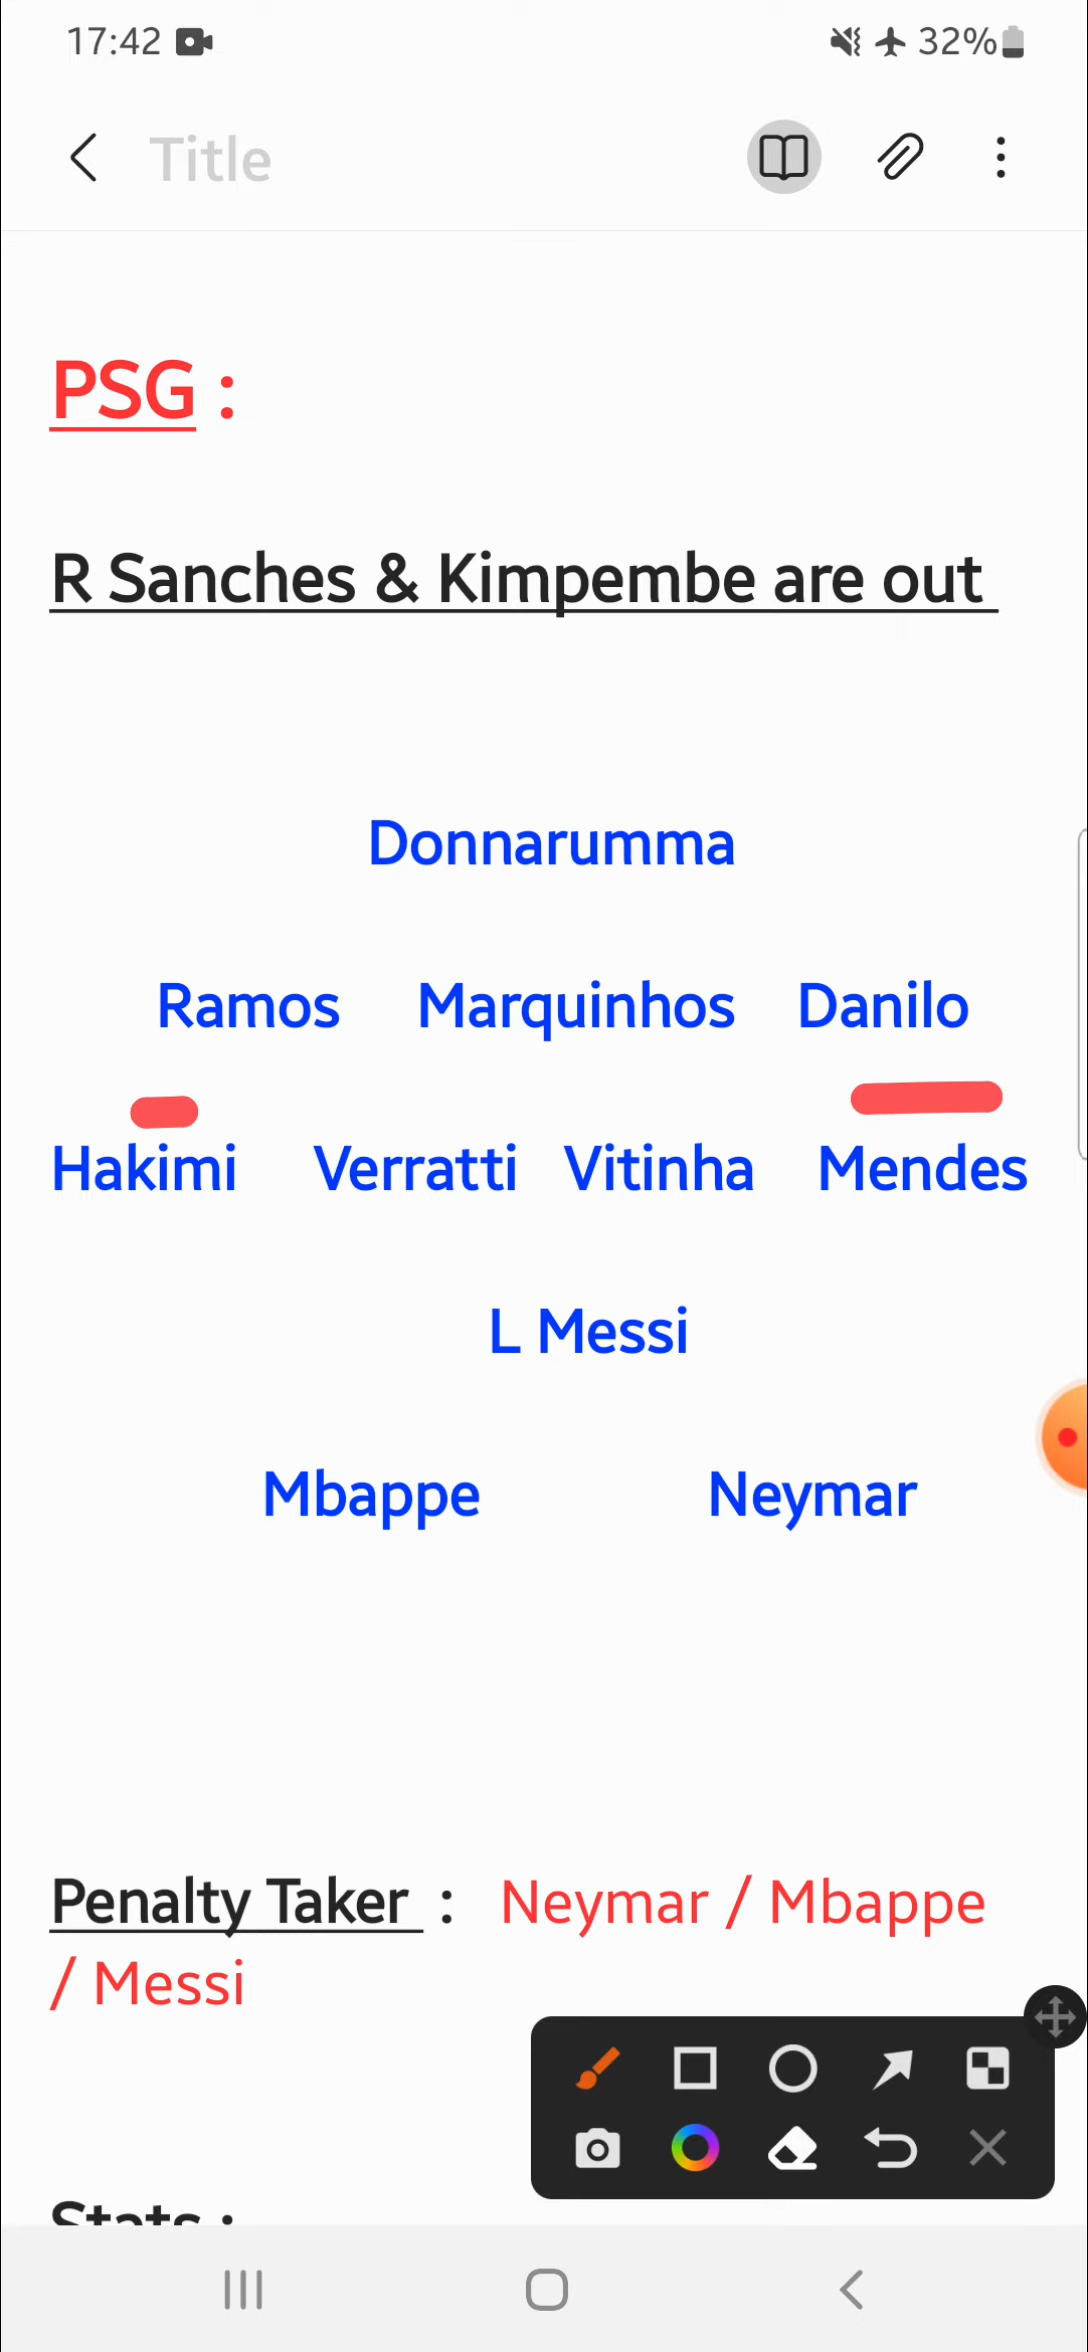 17:42 32%
Title
PSG :
R Sanches & Kimpembe are out
Donnarumma
Ramos Marquinhos Danilo
Hakimi Verratti Vitinha Mendes
L Messi
Mbappe Neymar
Penalty Taker : Neymar / Mbappe
/ Messi
Stats :